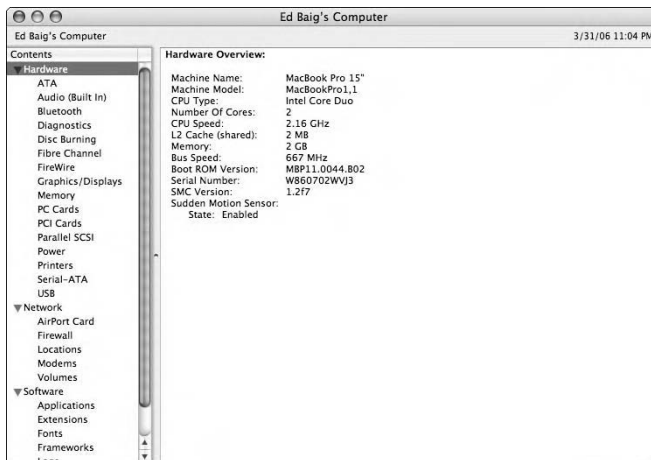 Ed Baig's Computer
Ed Baig's Computer
3/31/06 11:04 PM
Contents
Hardware
ATA
Audio (Built In)
Bluetooth
Diagnostics
Disc Burning
Fibre Channel
FireWire
Graphics/Displays
Memory
PC Cards
PCI Cards
Parallel SCSI
Power
Printers
Serial-ATA
USB
Network
AirPort Card
Firewall
Locations
Modems
Volumes
Software
Applications
Extensions
Fonts
Frameworks
Hardware Overview:
Machine Name: MacBook Pro 15"
Machine Model: MacBookPro1,1
CPU Type: Intel Core Duo
Number Of Cores: 2
CPU Speed: 2.16 GHz
L2 Cache (shared): 2 MB
Memory: 2 GB
Bus Speed: 667 MHz
Boot ROM Version: MBP11.0044.B02
Serial Number: W860702WVJ3
SMC Version: 1.2f7
Sudden Motion Sensor:
State: Enabled